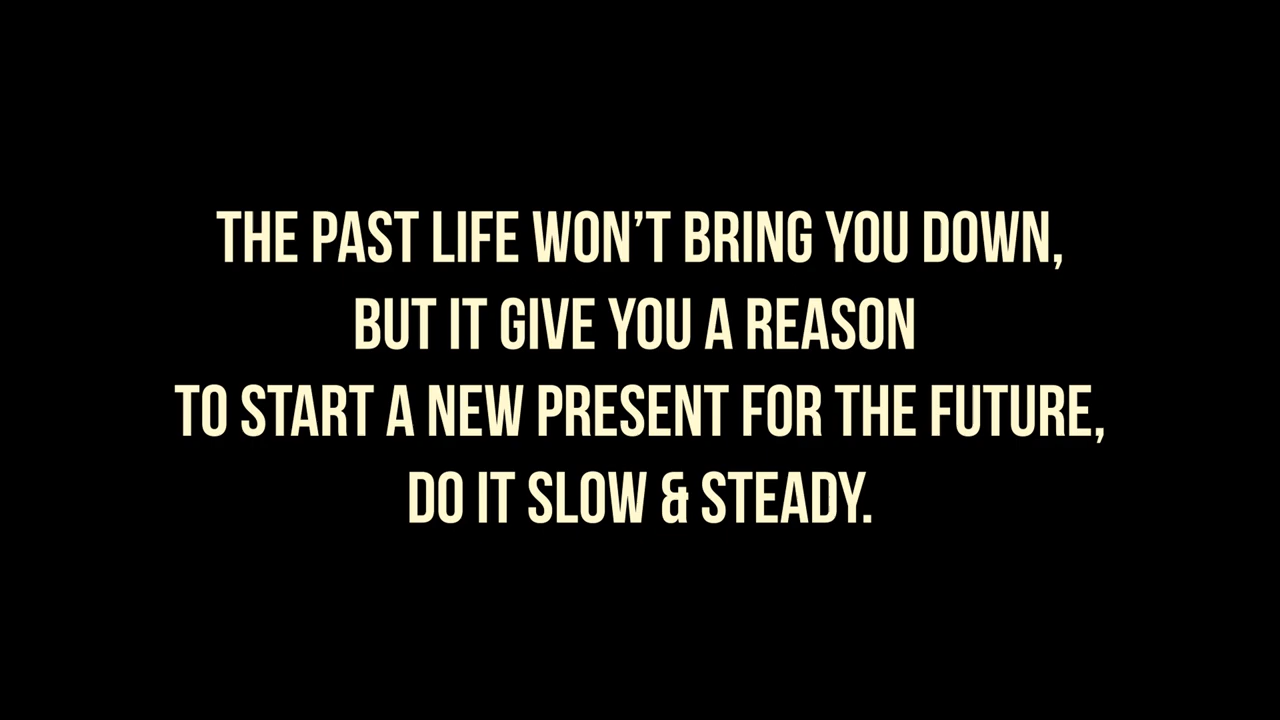 THE PAST LIFE WON’T BRING YOU DOWN,
BUT IT GIVE YOU A REASON
TO START A NEW PRESENT FOR THE FUTURE,
DO IT SLOW & STEADY.